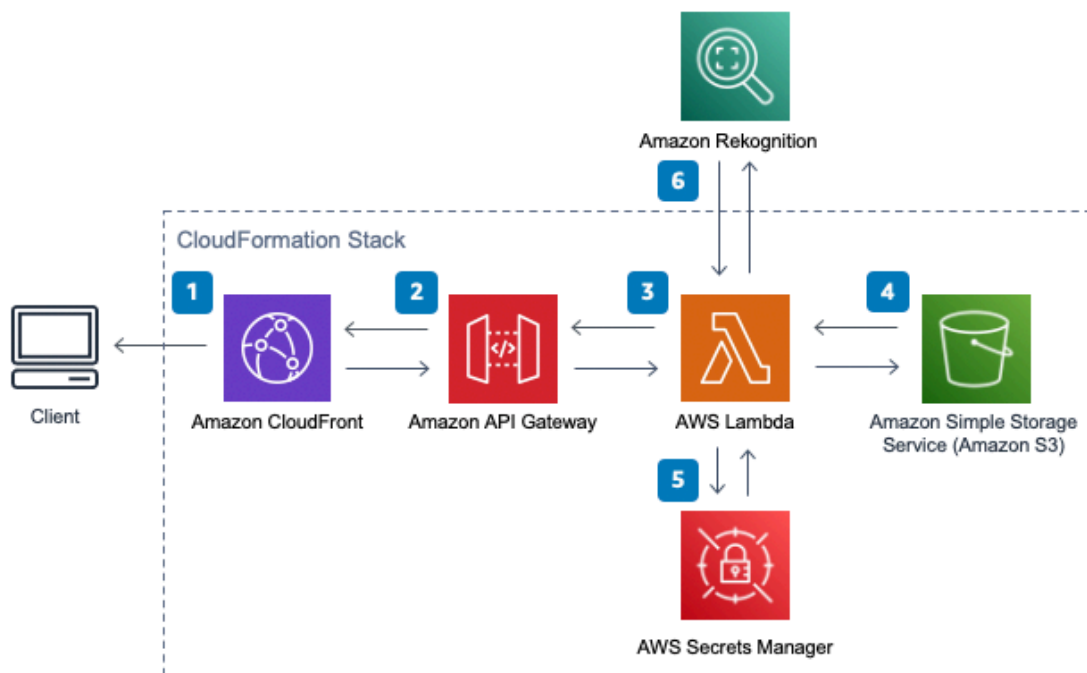 Amazon Rekognition
6
CloudFormation Stack
1
2
3
4
</>
Client
Amazon CloudFront
Amazon API Gateway
AWS Lambda
Amazon Simple Storage
Service (Amazon S3)
5
AWS Secrets Manager